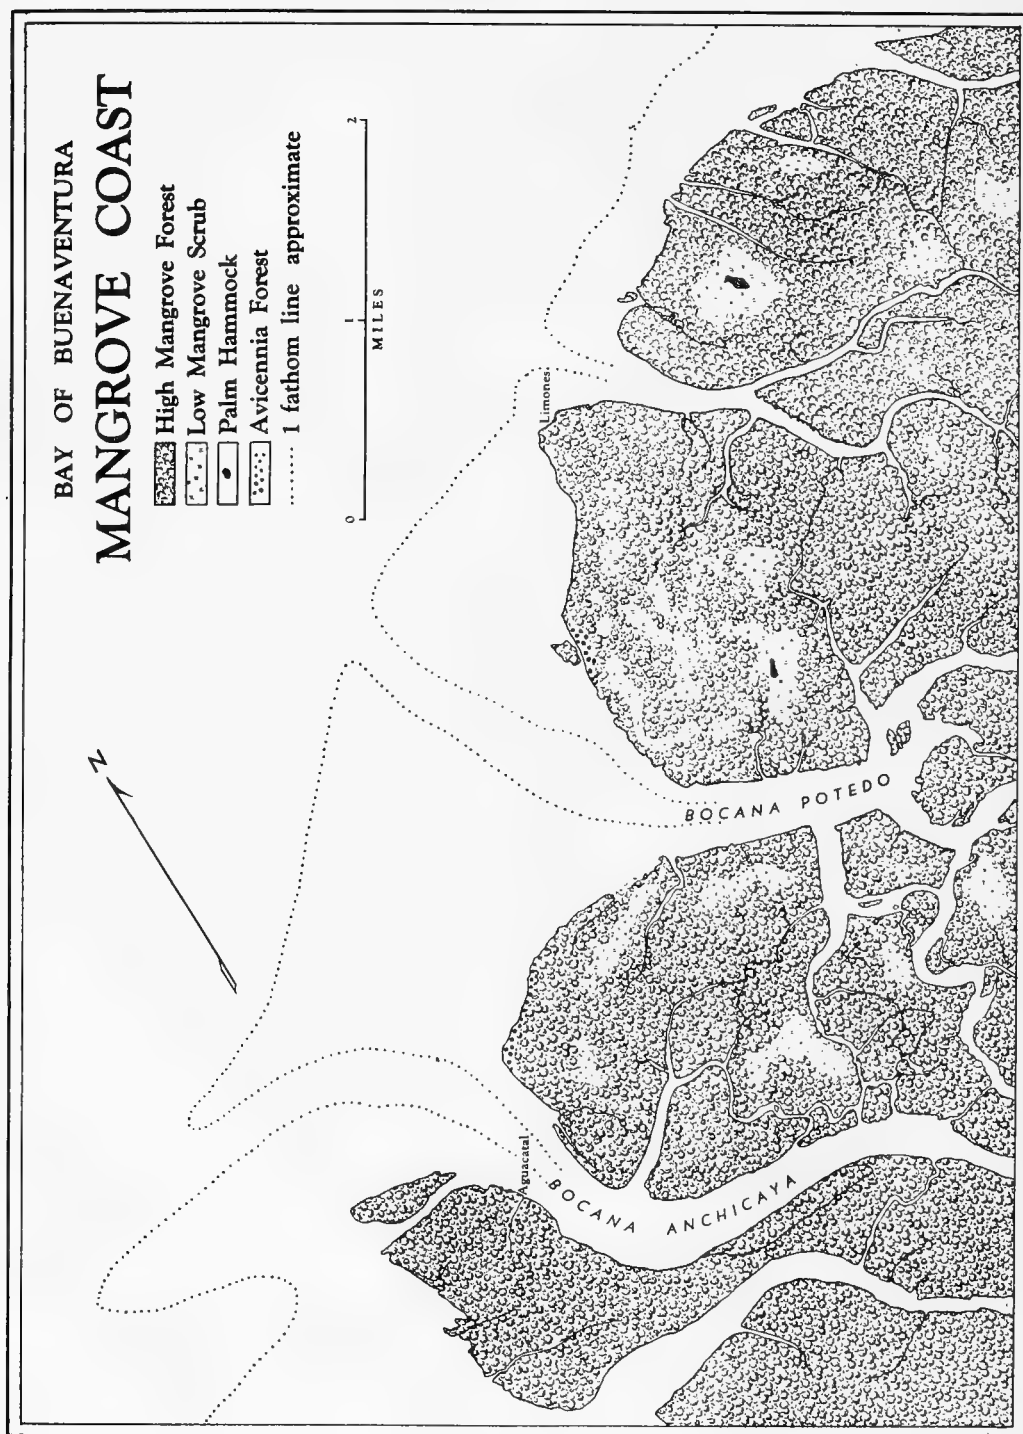 BAY OF BUENAVENTURA
MANGROVE COAST
High Mangrove Forest
Low Mangrove Scrub
Palm Hammock
Avicennia Forest
1 fathom line approximate
0 1 2
MILES
N
Limones
BOCANA POTEDO
Aguacatal
BOCANA ANCHICAYA